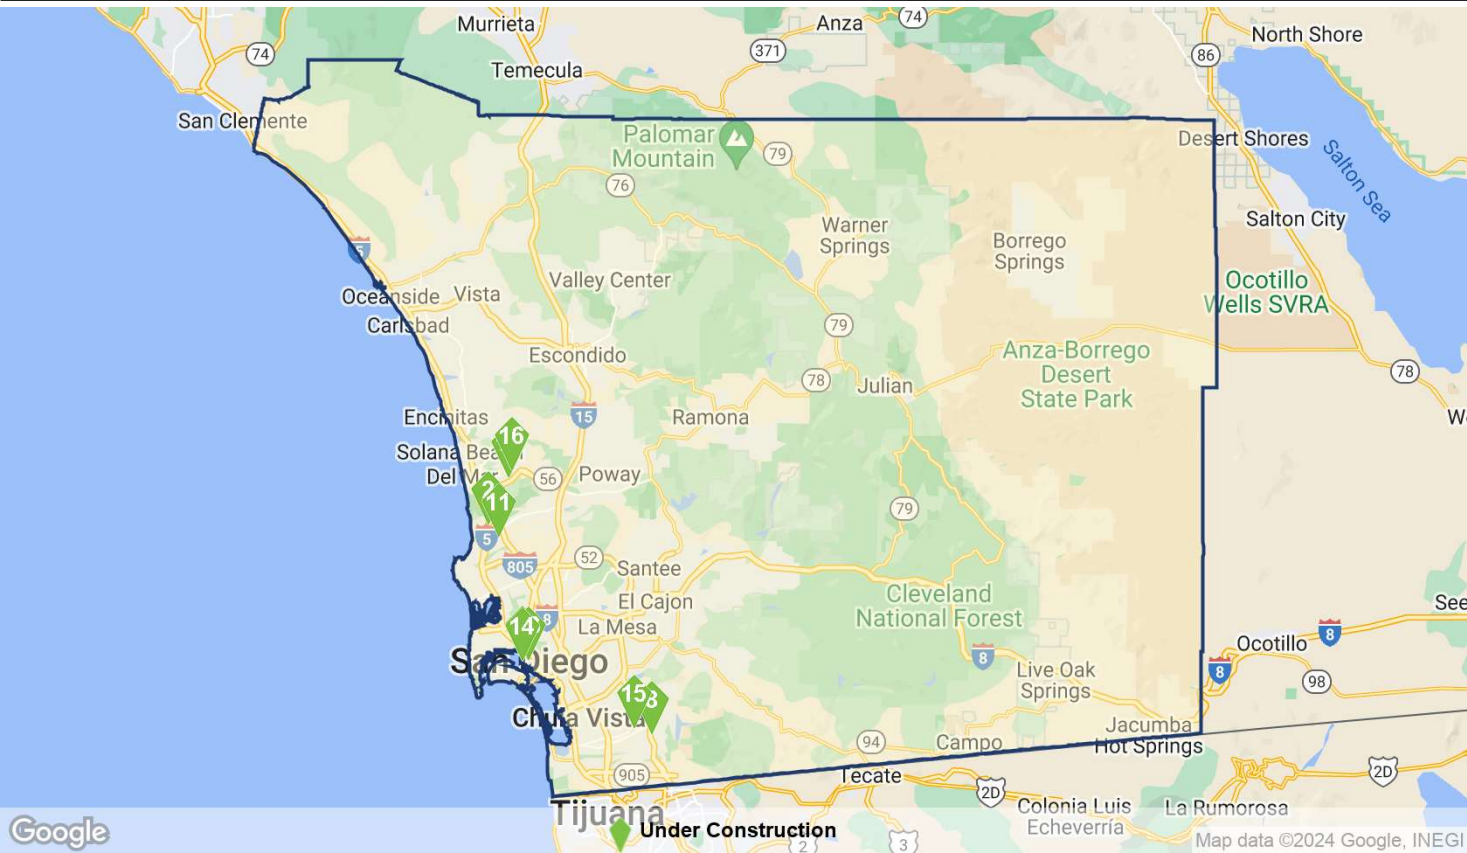 Murrieta
Anza
74
371
North Shore
86
74
Temecula
San Clemente
Palomar
Mountain
79
Desert Shores
Salton Sea
76
Warner
Springs
Borrego
Springs
Salton City
5
Valley Center
Ocotillo
Wells SVRA
Oceanside
Vista
Carlsbad
79
Escondido
Anza-Borrego
Desert
State Park
78
Julian
78
Encinitas
15
Ramona
16
Solana Beach
Del Mar
56
Poway
2
11
79
5
805
52
Santee
El Cajon
Cleveland
National Forest
8
14
La Mesa
San Diego
8
Ocotillo
8
8
Live Oak
Springs
98
15
Chula Vista
Jacumba
Hot Springs
94
Campo
905
Tecate
2D
2D
Tijuana
Colonia Luis
Echeverría
La Rumorosa
Google
Under Construction
2
3
Map data ©2024 Google, INEGI